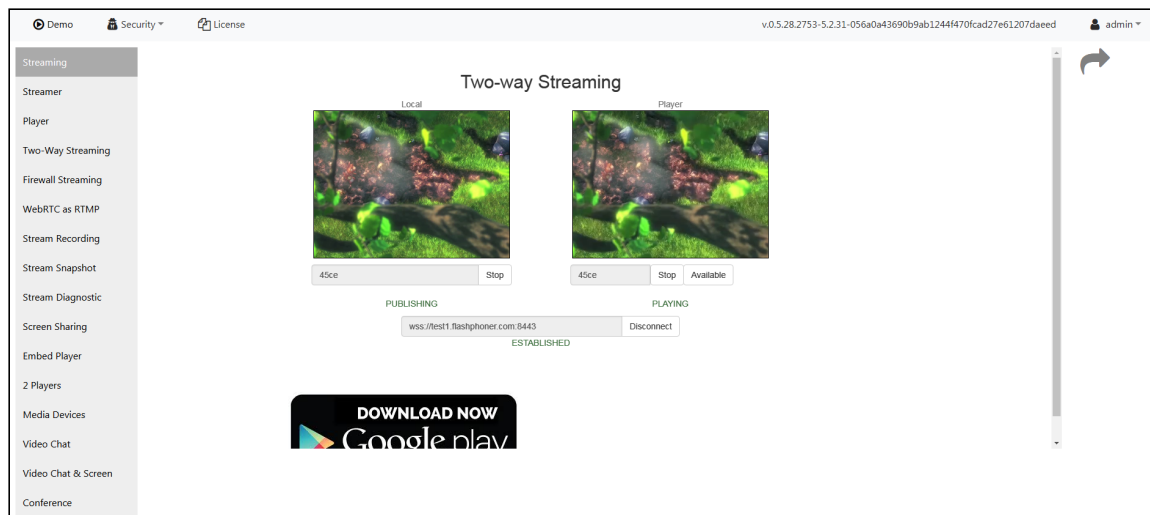 Demo Security License v.0.5.28.2753-5.2.31-056a0a43690b9ab1244f470fcad27e61207daeed admin
Streaming
Streamer
Player
Two-Way Streaming
Firewall Streaming
WebRTC as RTMP
Stream Recording
Stream Snapshot
Stream Diagnostic
Screen Sharing
Embed Player
2 Players
Media Devices
Video Chat
Video Chat & Screen
Conference
Two-way Streaming
Local Player
45ce Stop 45ce Stop Available
PUBLISHING PLAYING
wss://test1.flashphoner.com:8443 Disconnect
ESTABLISHED
DOWNLOAD NOW
Google play